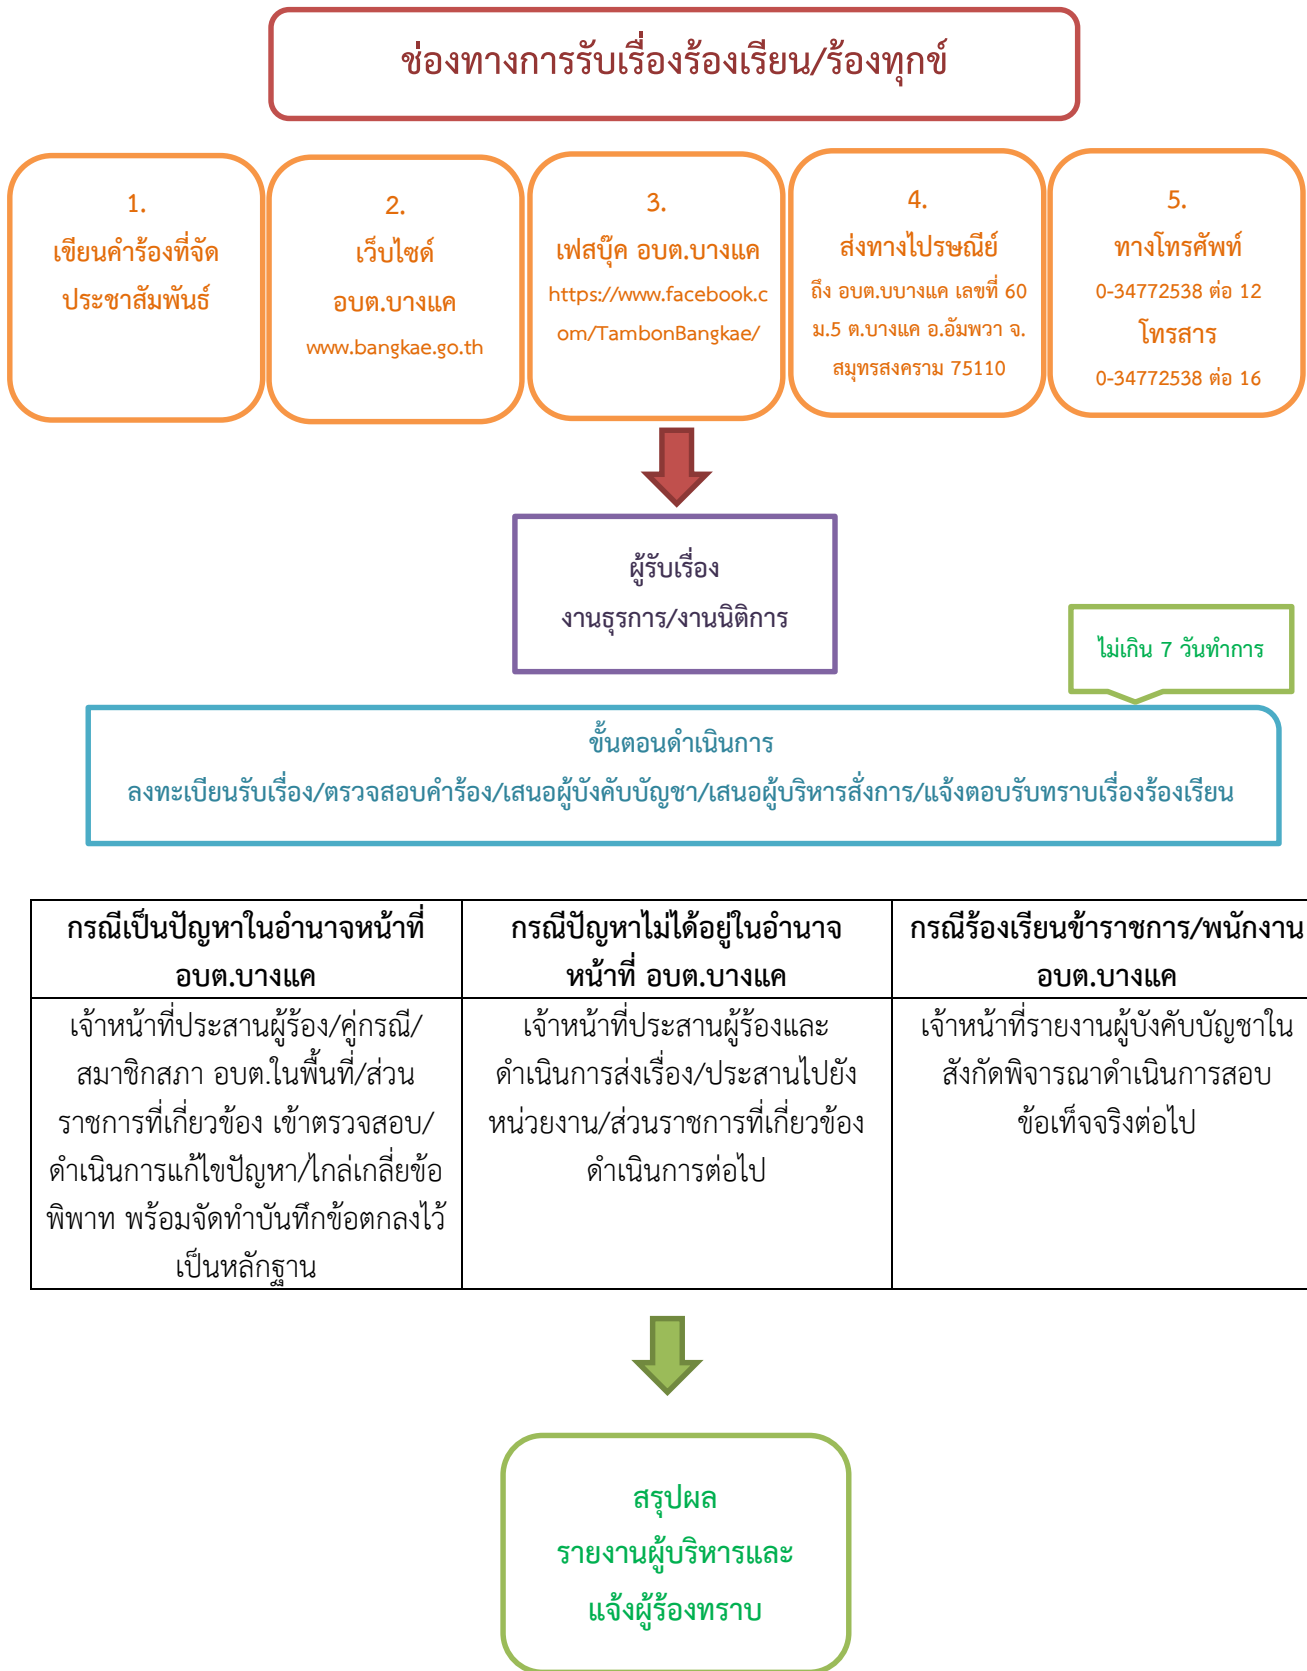 ช่องทางการรับเรื่องร้องเรียน/ร้องทุกข์
1.
เขียนคำร้องที่จัด
ประชาสัมพันธ์
2.
เว็บไซด์
อบต.บางแค
www.bangkae.go.th
3.
เฟสบุ๊ค อบต.บางแค
https://www.facebook.c
om/TambonBangkae/
4.
ส่งทางไปรษณีย์
ถึง อบต.บบางแค เลขที่ 60
ม.5 ต.บางแค อ.อัมพวา จ.
สมุทรสงคราม 75110
5.
ทางโทรศัพท์
0-34772538 ต่อ 12
โทรสาร
0-34772538 ต่อ 16
ผู้รับเรื่อง
งานธุรการ/งานนิติการ
ไม่เกิน 7 วันทำการ
ขั้นตอนดำเนินการ
ลงทะเบียนรับเรื่อง/ตรวจสอบคำร้อง/เสนอผู้บังคับบัญชา/เสนอผู้บริหารสั่งการ/แจ้งตอบรับทราบเรื่องร้องเรียน
กรณีเป็นปัญหาในอำนาจหน้าที่
อบต.บางแค
กรณีปัญหาไม่ได้อยู่ในอำนาจ
หน้าที่ อบต.บางแค
กรณีร้องเรียนข้าราชการ/พนักงาน
อบต.บางแค
เจ้าหน้าที่ประสานผู้ร้อง/คู่กรณี/
สมาชิกสภา อบต.ในพื้นที่/ส่วน
ราชการที่เกี่ยวข้อง เข้าตรวจสอบ/
ดำเนินการแก้ไขปัญหา/ไกล่เกลี่ยข้อ
พิพาท พร้อมจัดทำบันทึกข้อตกลงไว้
เป็นหลักฐาน
เจ้าหน้าที่ประสานผู้ร้องและ
ดำเนินการส่งเรื่อง/ประสานไปยัง
หน่วยงาน/ส่วนราชการที่เกี่ยวข้อง
ดำเนินการต่อไป
เจ้าหน้าที่รายงานผู้บังคับบัญชาใน
สังกัดพิจารณาดำเนินการสอบ
ข้อเท็จจริงต่อไป
สรุปผล
รายงานผู้บริหารและ
แจ้งผู้ร้องทราบ